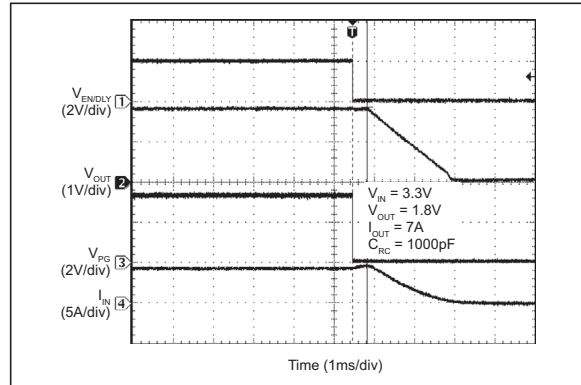 T
V_EN/DLY
(2V/div)
1
V_OUT
(1V/div)
2
V_IN = 3.3V
V_OUT = 1.8V
I_OUT = 7A
C_RC = 1000pF
V_PG
(2V/div)
3
I_IN
(5A/div)
4
Time (1ms/div)